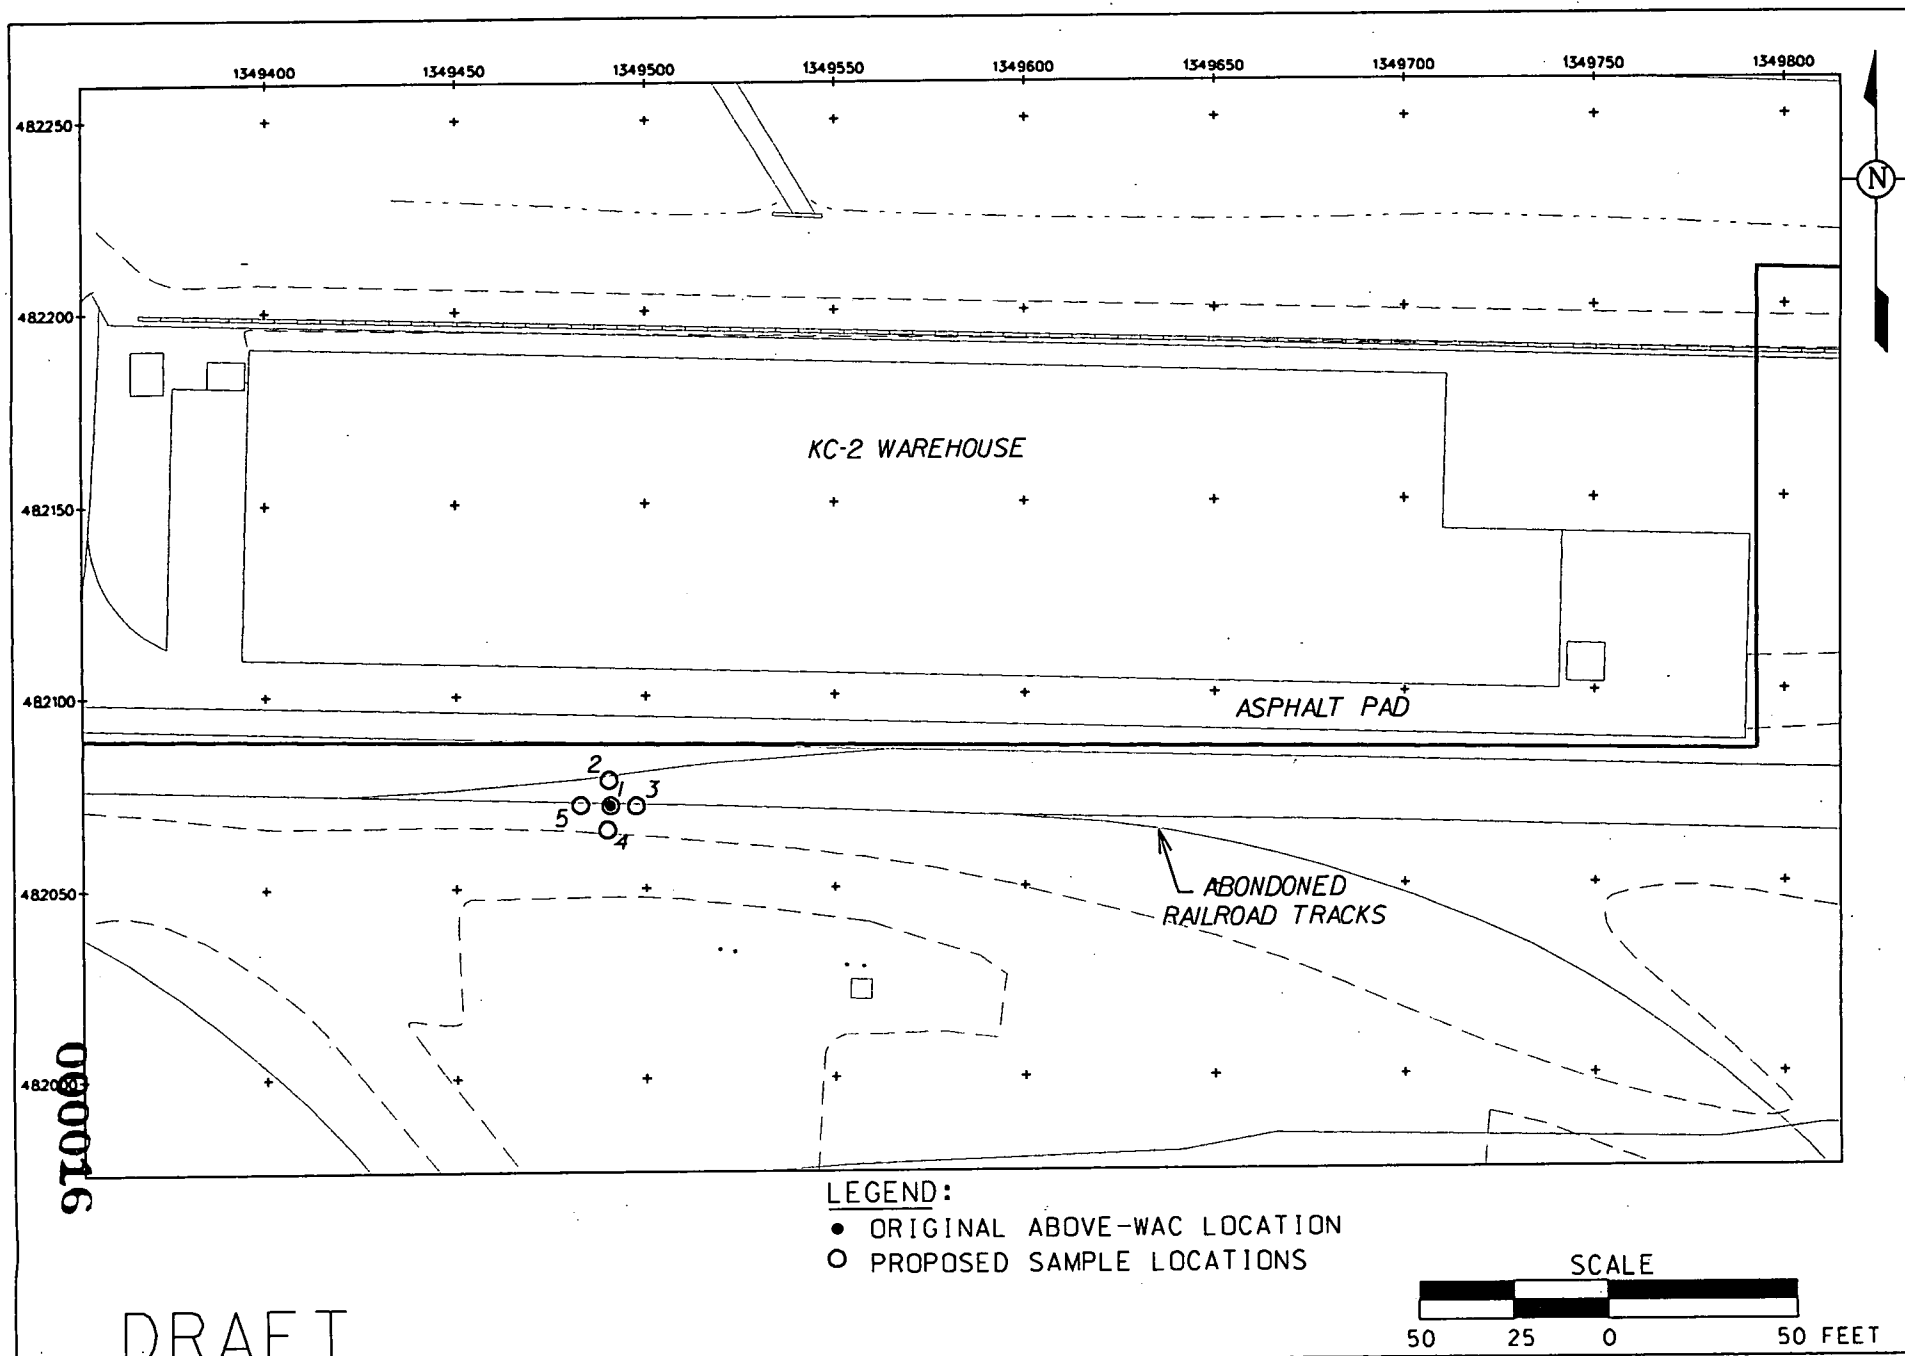 1349400 1349450 1349500 1349550 1349600 1349650 1349700 1349750 1349800
482250
N
482200
KC-2 WAREHOUSE
482150
482100
ASPHALT PAD
2
1 3
5
4
482050
ABONDONED
RAILROAD TRACKS
482000
000016
LEGEND:
● ORIGINAL ABOVE-WAC LOCATION
O PROPOSED SAMPLE LOCATIONS
SCALE
50 25 0 50 FEET
DRAFT